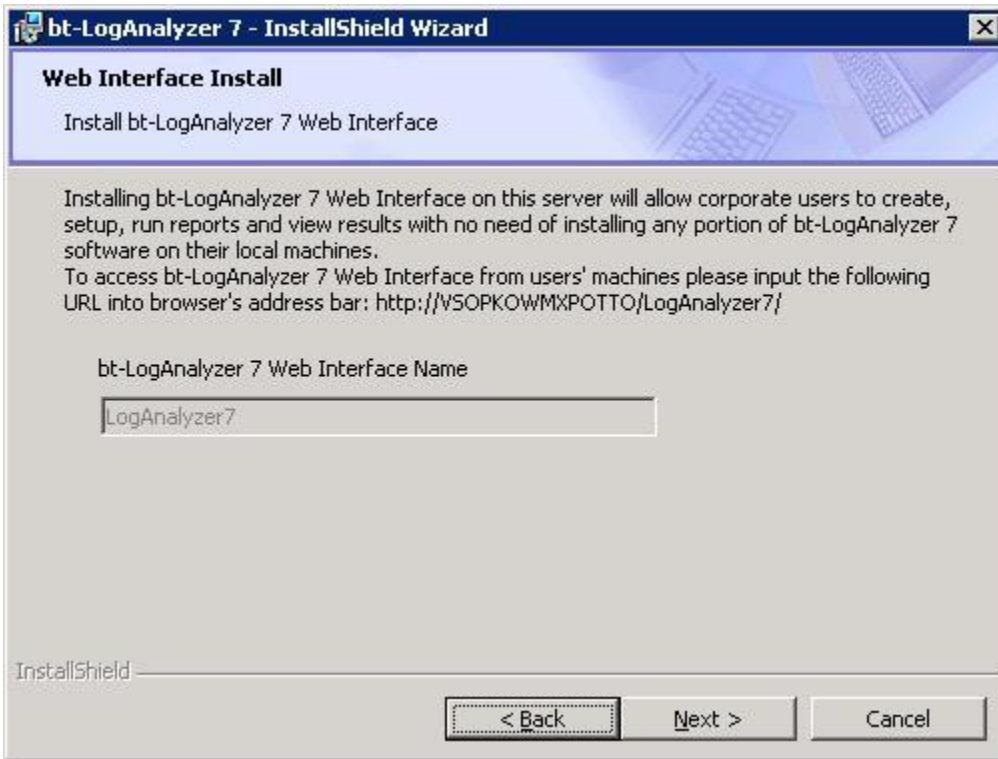 bt-LogAnalyzer 7 - InstallShield Wizard
Web Interface Install
Install bt-LogAnalyzer 7 Web Interface
Installing bt-LogAnalyzer 7 Web Interface on this server will allow corporate users to create,
setup, run reports and view results with no need of installing any portion of bt-LogAnalyzer 7
software on their local machines.
To access bt-LogAnalyzer 7 Web Interface from users' machines please input the following
URL into browser's address bar: http://VSOPKOWMXPOTTO/LogAnalyzer7/
bt-LogAnalyzer 7 Web Interface Name
LogAnalyzer7
InstallShield
< Back Next > Cancel